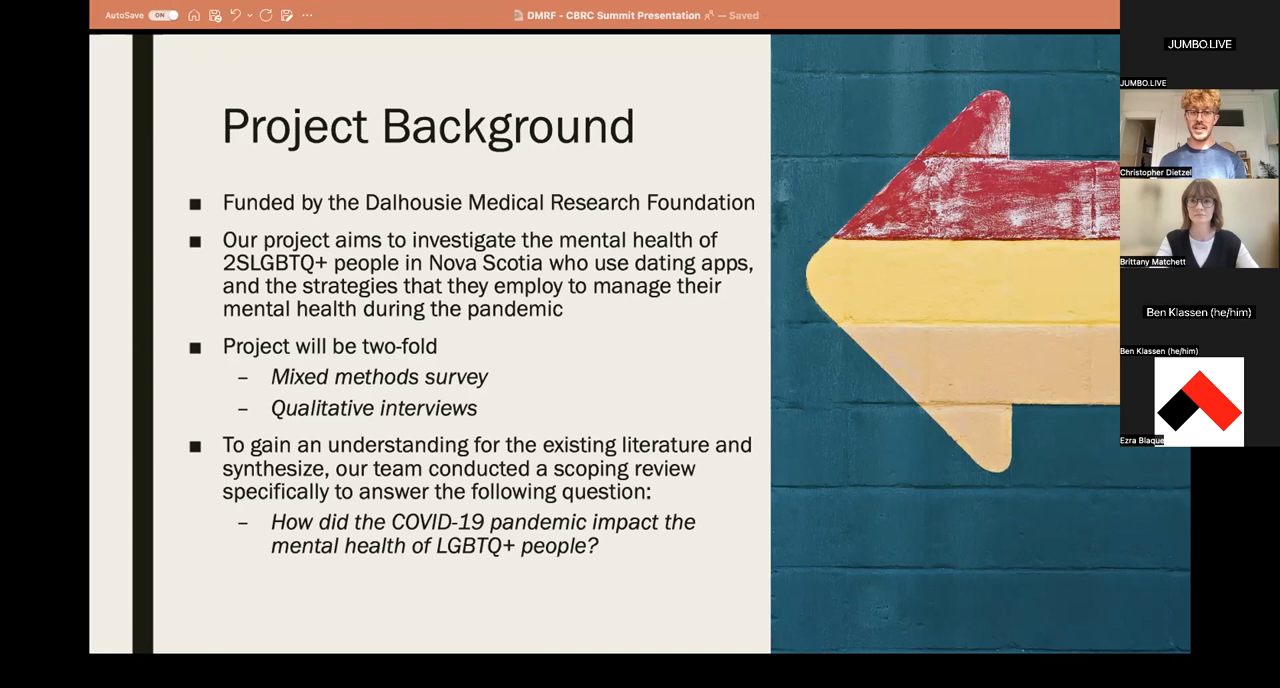 AutoSave ON
DMRF - CBRC Summit Presentation — Saved
Project Background
■ Funded by the Dalhousie Medical Research Foundation
■ Our project aims to investigate the mental health of
2SLGBTQ+ people in Nova Scotia who use dating apps,
and the strategies that they employ to manage their
mental health during the pandemic
■ Project will be two-fold
– Mixed methods survey
– Qualitative interviews
■ To gain an understanding for the existing literature and
synthesize, our team conducted a scoping review
specifically to answer the following question:
– How did the COVID-19 pandemic impact the
mental health of LGBTQ+ people?
JUMBO.LIVE
JUMBO.LIVE
Christopher Dietzel
Brittany Matchett
Ben Klassen (he/him)
Ben Klassen (he/him)
Ezra Blaque